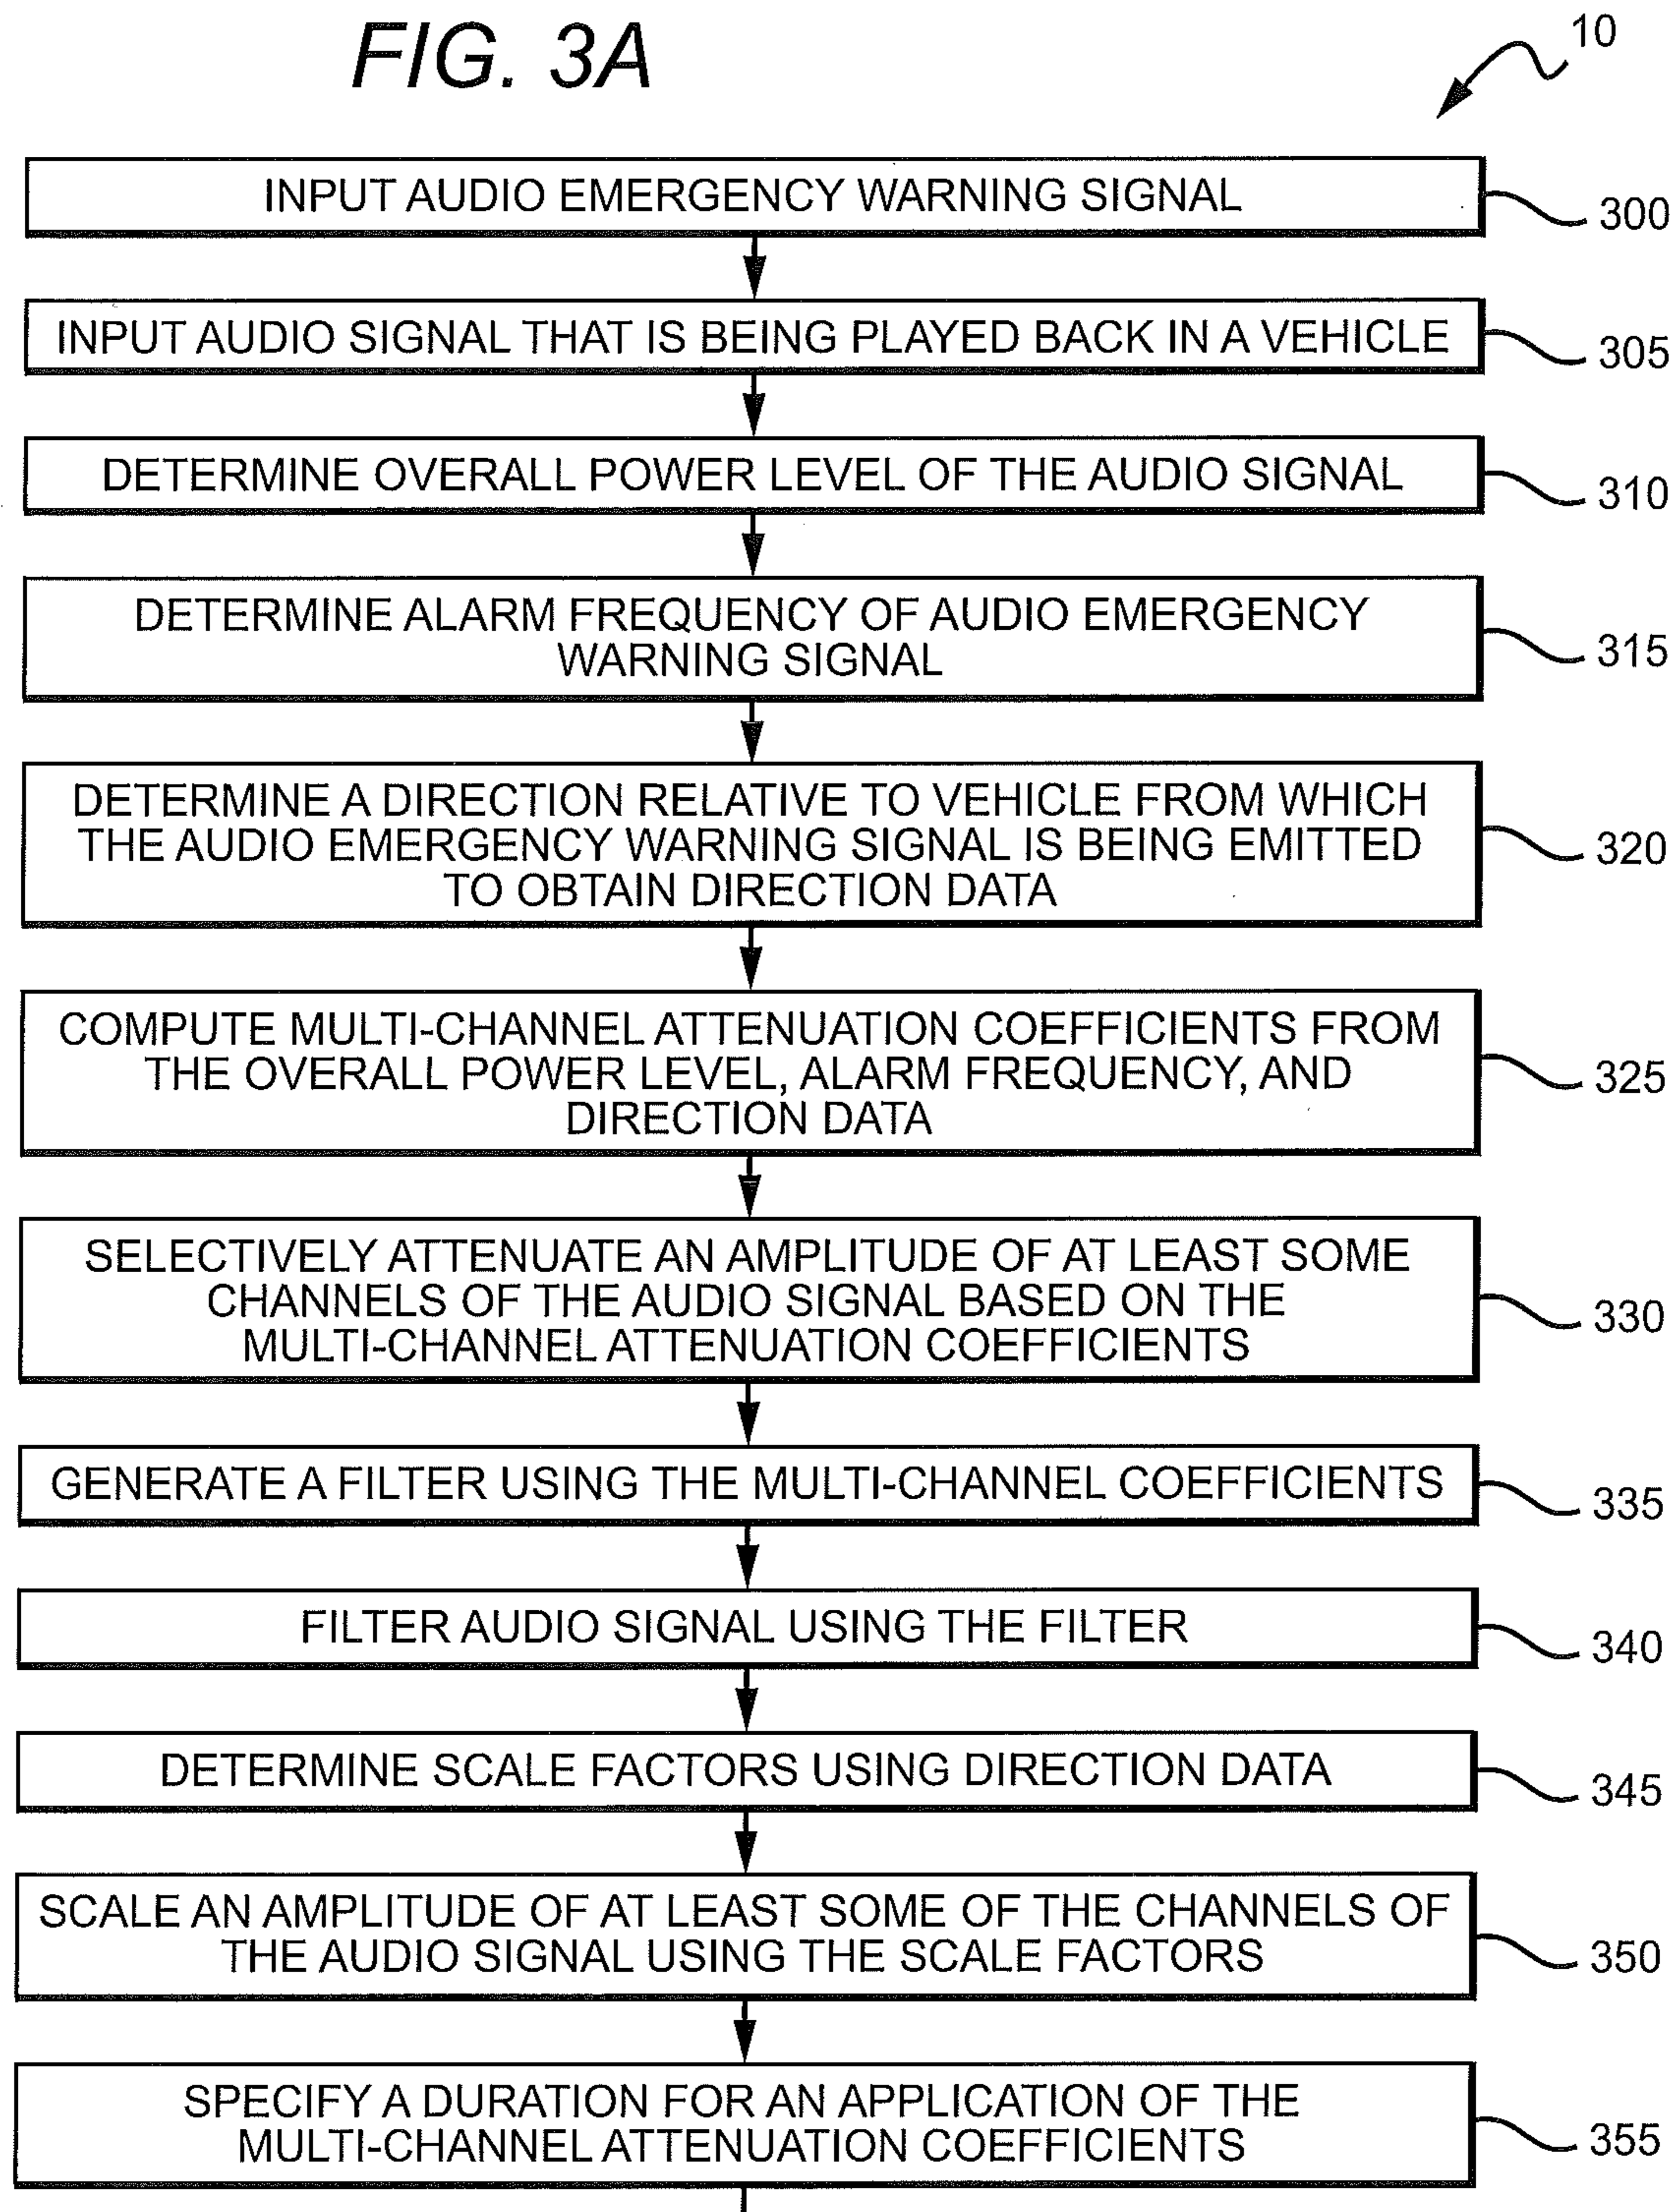 FIG. 3A
10
INPUT AUDIO EMERGENCY WARNING SIGNAL
300
INPUT AUDIO SIGNAL THAT IS BEING PLAYED BACK IN A VEHICLE
305
DETERMINE OVERALL POWER LEVEL OF THE AUDIO SIGNAL
310
DETERMINE ALARM FREQUENCY OF AUDIO EMERGENCY
WARNING SIGNAL
315
DETERMINE A DIRECTION RELATIVE TO VEHICLE FROM WHICH
THE AUDIO EMERGENCY WARNING SIGNAL IS BEING EMITTED
TO OBTAIN DIRECTION DATA
320
COMPUTE MULTI-CHANNEL ATTENUATION COEFFICIENTS FROM
THE OVERALL POWER LEVEL, ALARM FREQUENCY, AND
DIRECTION DATA
325
SELECTIVELY ATTENUATE AN AMPLITUDE OF AT LEAST SOME
CHANNELS OF THE AUDIO SIGNAL BASED ON THE
MULTI-CHANNEL ATTENUATION COEFFICIENTS
330
GENERATE A FILTER USING THE MULTI-CHANNEL COEFFICIENTS
335
FILTER AUDIO SIGNAL USING THE FILTER
340
DETERMINE SCALE FACTORS USING DIRECTION DATA
345
SCALE AN AMPLITUDE OF AT LEAST SOME OF THE CHANNELS OF
THE AUDIO SIGNAL USING THE SCALE FACTORS
350
SPECIFY A DURATION FOR AN APPLICATION OF THE
MULTI-CHANNEL ATTENUATION COEFFICIENTS
355